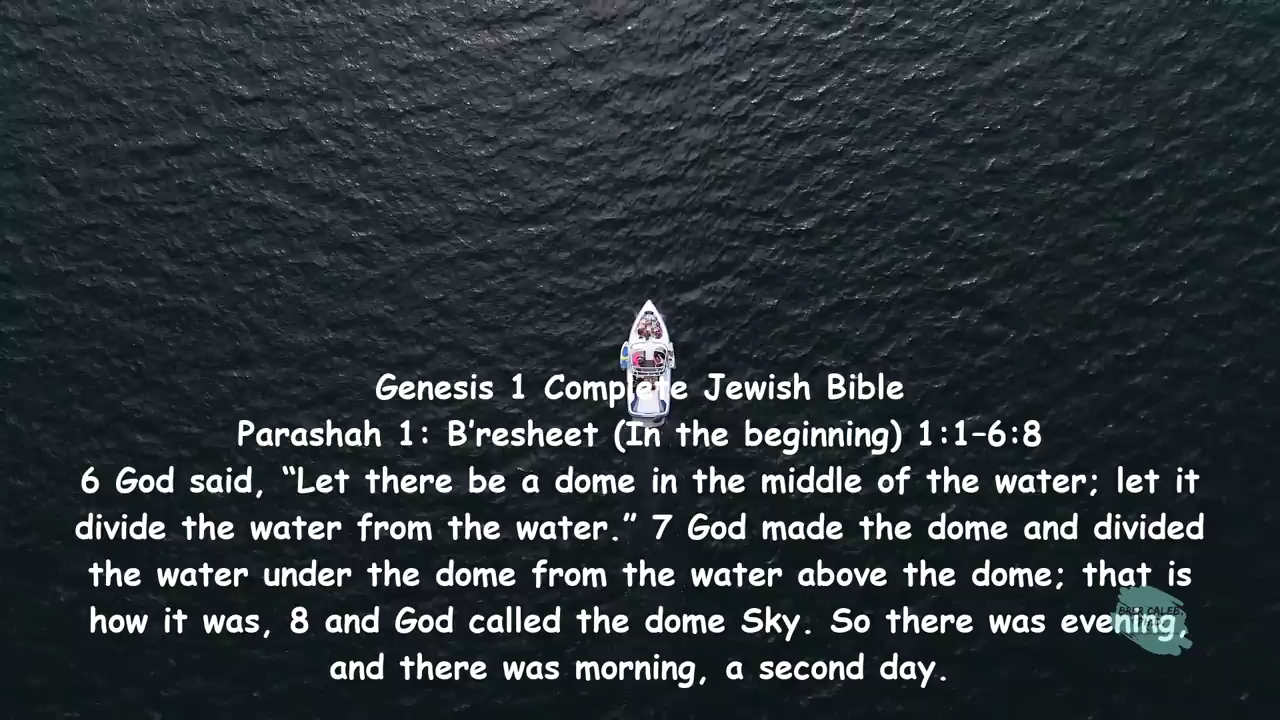 Genesis 1 Complete Jewish Bible
Parashah 1: B’resheet (In the beginning) 1:1–6:8
6 God said, “Let there be a dome in the middle of the water; let it
divide the water from the water.” 7 God made the dome and divided
the water under the dome from the water above the dome; that is
how it was, 8 and God called the dome Sky. So there was evening,
and there was morning, a second day.
BRER CALEB